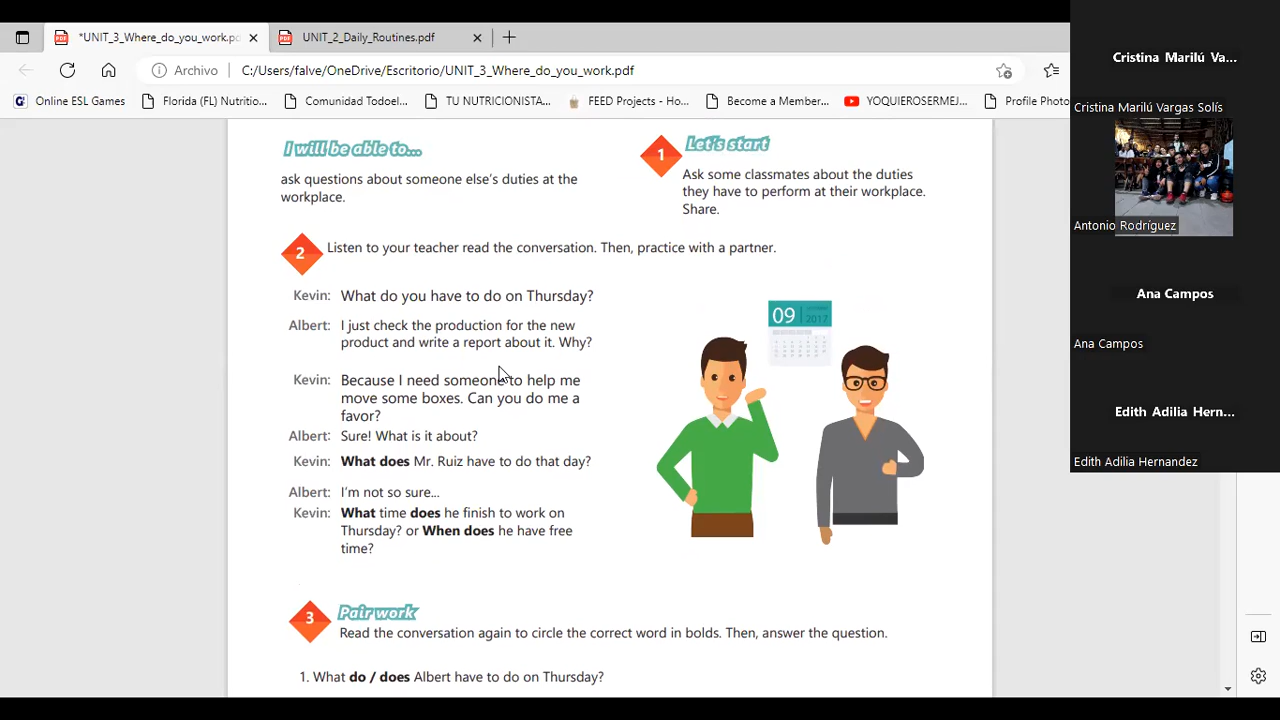 *UNIT_3_Where_do_you_work.pd
UNIT_2_Daily_Routines.pdf
Archivo
C:/Users/falve/OneDrive/Escritorio/UNIT_3_Where_do_you_work.pdf
Online ESL Games
Florida (FL) Nutritio...
Comunidad Todoel...
TU NUTRICIONISTA...
FEED Projects - Ho...
Become a Member...
YOQUIEROSERMEJ...
Profile Photo
I will be able to...
ask questions about someone else's duties at the
workplace.
1
Let's start
Ask some classmates about the duties
they have to perform at their workplace.
Share.
2
Listen to your teacher read the conversation. Then, practice with a partner.
Kevin: What do you have to do on Thursday?
Albert: I just check the production for the new
product and write a report about it. Why?
Kevin: Because I need someone to help me
move some boxes. Can you do me a
favor?
Albert: Sure! What is it about?
Kevin: What does Mr. Ruiz have to do that day?
Albert: I'm not so sure...
Kevin: What time does he finish to work on
Thursday? or When does he have free
time?
09
2017
3
Pair work
Read the conversation again to circle the correct word in bolds. Then, answer the question.
1. What do / does Albert have to do on Thursday?
Cristina Marilú Va...
Cristina Marilú Vargas Solís
Antonio Rodríguez
Ana Campos
Ana Campos
Edith Adilia Hern...
Edith Adilia Hernandez